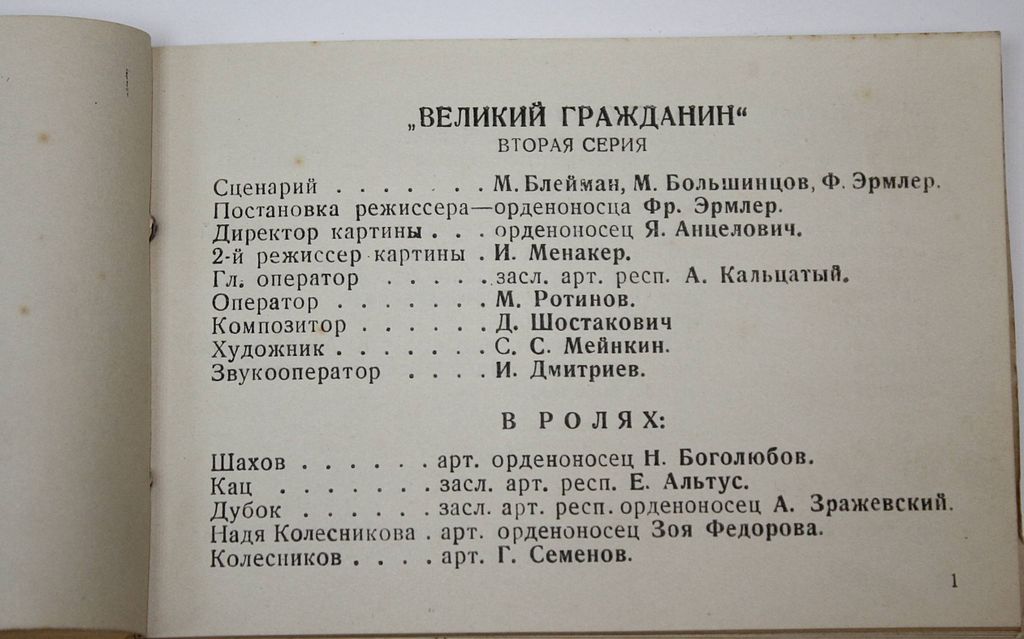 „ВЕЛИКИЙ ГРАЖДАНИН“
ВТОРАЯ СЕРИЯ
Сценарий . . . . . . . М. Блейман, М. Большинцов, Ф. Эрмлер.
Постановка режиссера—орденоносца Фр. Эрмлер.
Директор картины . . . орденоносец Я. Анцелович.
2-й режиссер картины . И. Менакер.
Гл. оператор . . . . . засл. арт. респ. А. Кальцатый.
Оператор . . . . . . . М. Ротинов.
Композитор . . . . . . Д. Шостакович
Художник . . . . . . . С. С. Мейнкин.
Звукооператор . . . . И. Дмитриев.
В РОЛЯХ:
Шахов . . . . . . арт. орденоносец Н. Боголюбов.
Кац . . . . . . . засл. арт. респ. Е. Альтус.
Дубок . . . . . . засл. арт. респ. орденоносец А. Зражевский.
Надя Колесникова . арт. орденоносец Зоя Федорова.
Колесников . . . . арт. Г. Семенов.
1